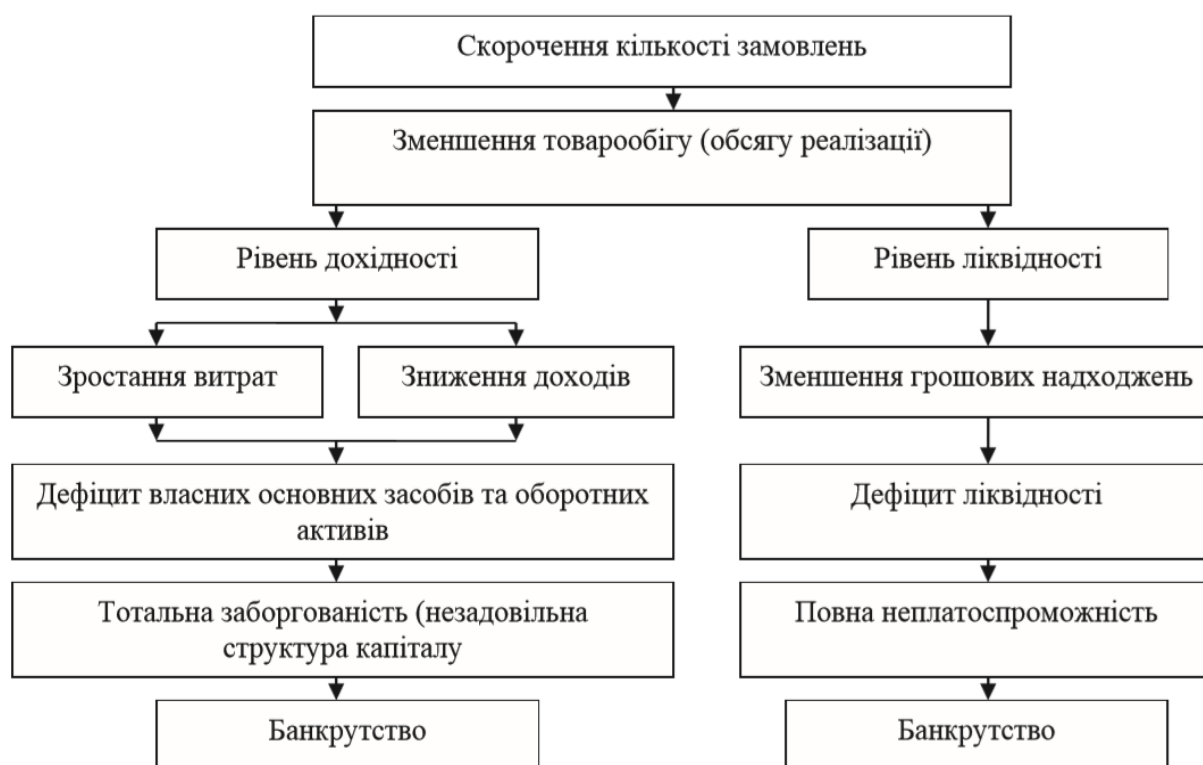 Скорочення кількості замовлень
Зменшення товарообігу (обсягу реалізації)
Рівень дохідності
Рівень ліквідності
Зростання витрат
Зниження доходів
Зменшення грошових надходжень
Дефіцит власних основних засобів та оборотних
активів
Дефіцит ліквідності
Тотальна заборгованість (незадовільна
структура капіталу
Повна неплатоспроможність
Банкрутство
Банкрутство